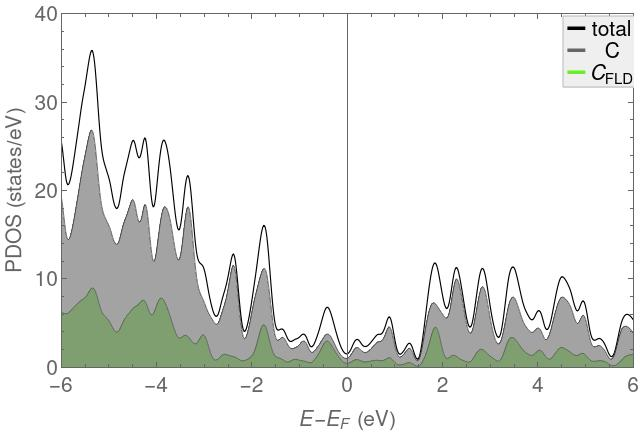 40
30
20
10
0
PDOS (states/eV)
−6 −4 −2 0 2 4 6
E−E_F (eV)
total
C
C_FLD